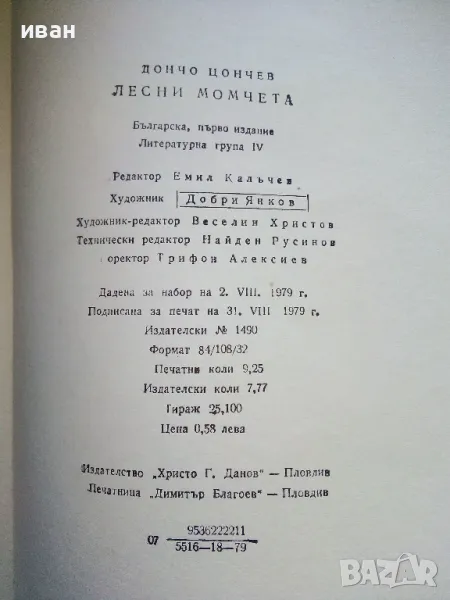 иван
ДОНЧО ЦОНЧЕВ
ЛЕСНИ МОМЧЕТА
Българска, първо издание
Литературна група IV
Редактор Емил Калъчев
Художник Добри Янков
Художник-редактор Веселин Христов
Технически редактор Найден Русинов
оректор Трифон Алексиев
Дадена за набор на 2. VIII. 1979 г.
Подписана за печат на 31. VIII 1979 г.
Издателски № 1490
Формат 84/108/32
Печатни коли 9,25
Издателски коли 7,77
Тираж 25,100
Цена 0,58 лева
Издателство „Христо Г. Данов“ — Пловдив
Печатница „Димитър Благоев“ — Пловдив
07 9536222211
5516—18—79
BAZAR
bg